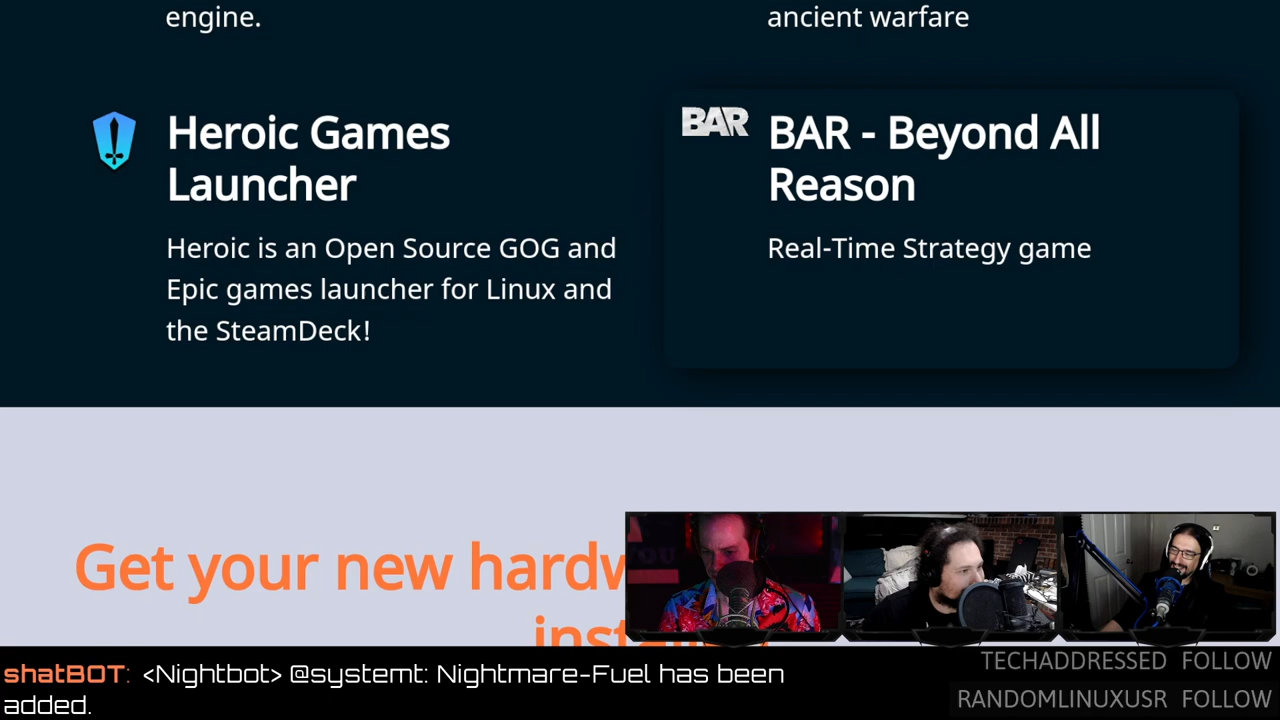 engine.
ancient warfare
Heroic Games
Launcher
Heroic is an Open Source GOG and
Epic games launcher for Linux and
the SteamDeck!
BAR
BAR - Beyond All
Reason
Real-Time Strategy game
Get your new hardw
inst
shatBOT: <Nightbot> @systemt: Nightmare-Fuel has been
added.
TECHADDRESSED FOLLOW
RANDOMLINUXUSR FOLLOW